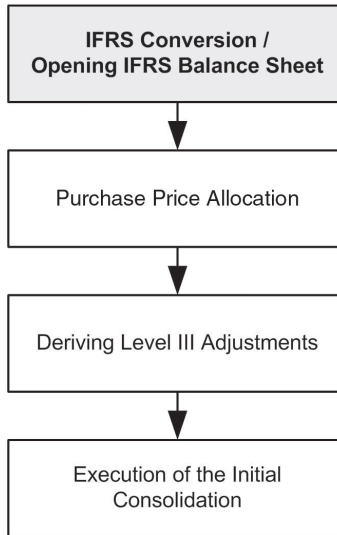 IFRS Conversion /
Opening IFRS Balance Sheet
Purchase Price Allocation
Deriving Level III Adjustments
Execution of the Initial
Consolidation